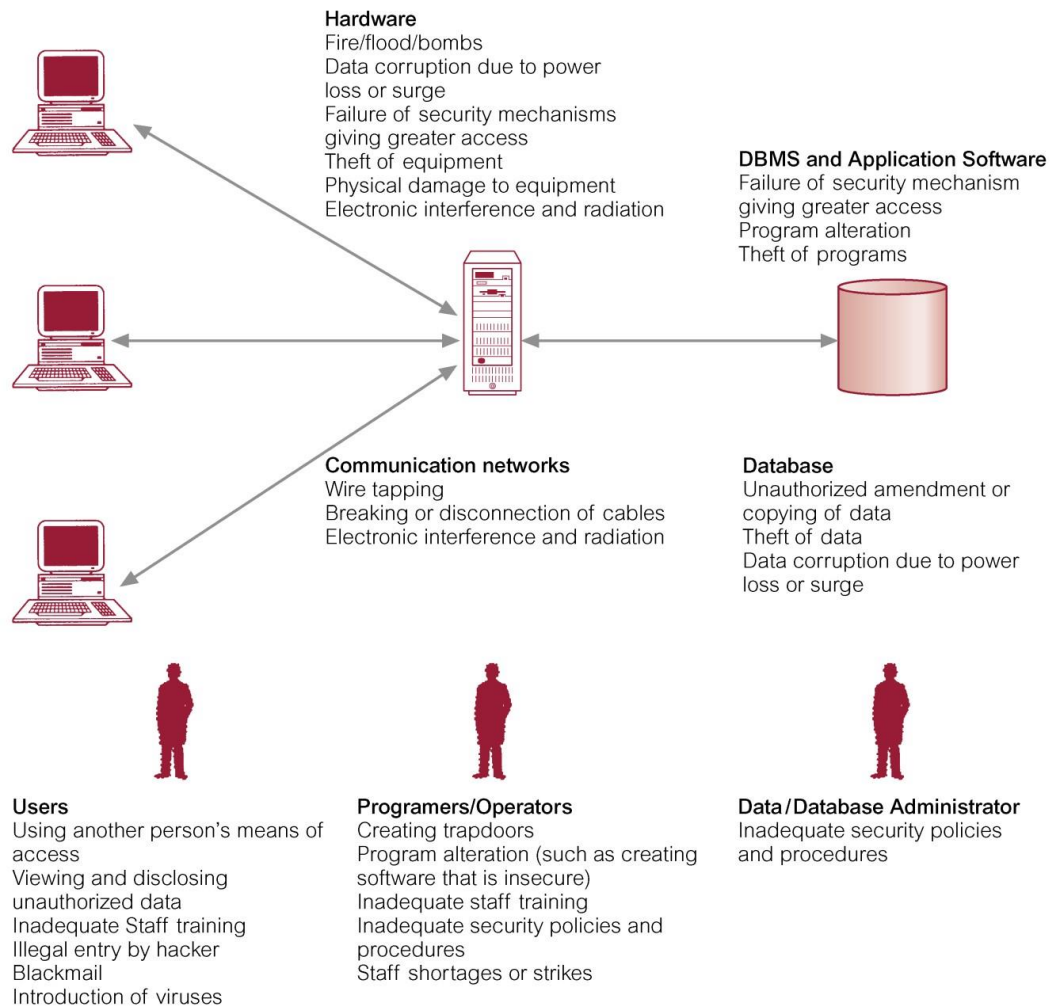 Hardware
Fire/flood/bombs
Data corruption due to power
loss or surge
Failure of security mechanisms
giving greater access
Theft of equipment
Physical damage to equipment
Electronic interference and radiation
DBMS and Application Software
Failure of security mechanism
giving greater access
Program alteration
Theft of programs
Communication networks
Wire tapping
Breaking or disconnection of cables
Electronic interference and radiation
Database
Unauthorized amendment or
copying of data
Theft of data
Data corruption due to power
loss or surge
Users
Using another person's means of
access
Viewing and disclosing
unauthorized data
Inadequate Staff training
Illegal entry by hacker
Blackmail
Introduction of viruses
Programers/Operators
Creating trapdoors
Program alteration (such as creating
software that is insecure)
Inadequate staff training
Inadequate security policies and
procedures
Staff shortages or strikes
Data/Database Administrator
Inadequate security policies
and procedures